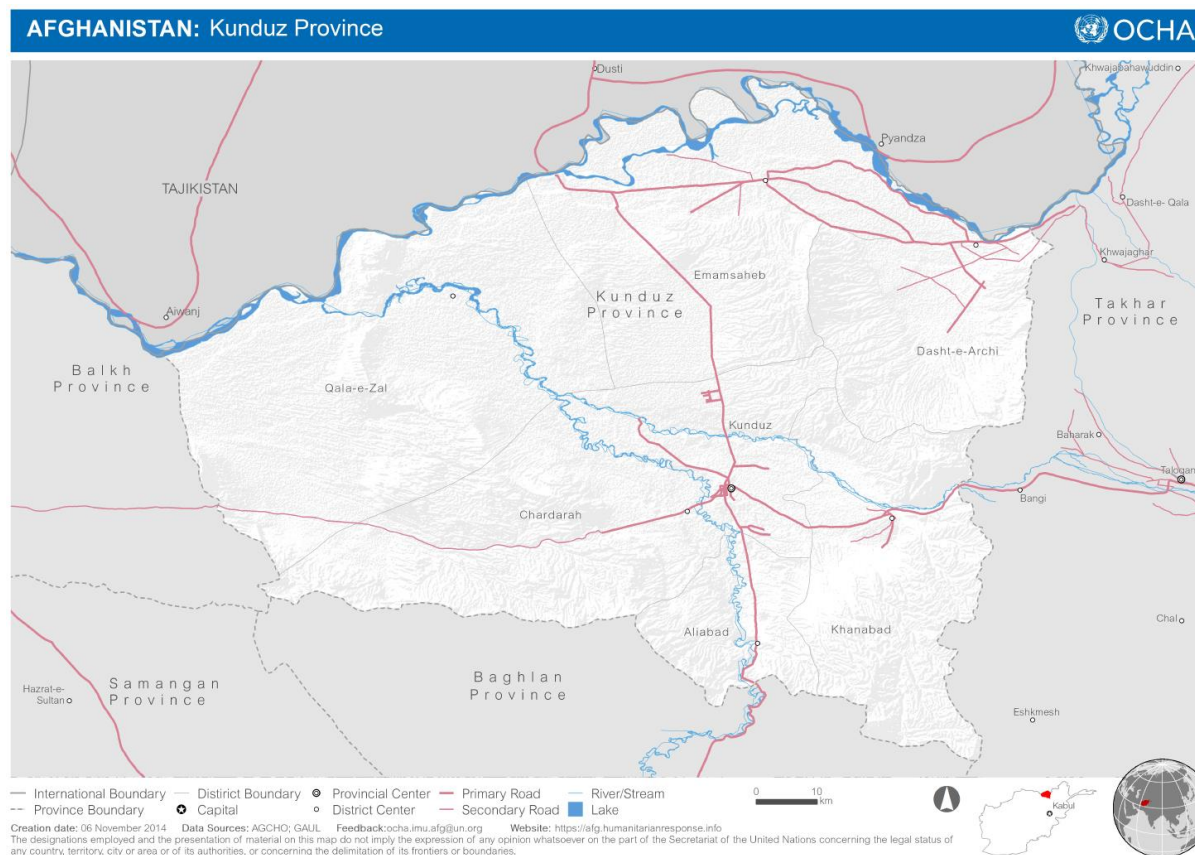 AFGHANISTAN: Kunduz Province
OCHA
Dusti
Khwajabahawuddin
Pyandza
TAJIKISTAN
Dasht-e- Qala
Khwajaghar
Emamsaheb
Kunduz
Province
Takhar
Province
Aiwanj
Dasht-e-Archi
Balkh
Province
Qala-e-Zal
Kunduz
Baharak
Taloqan
Bangi
Chardarah
Chal
Aliabad
Khanabad
Baghlan
Province
Samangan
Province
Hazrat-e-
Sultan
Eshkmesh
International Boundary
Distirict Boundary
Provincial Center
Primary Road
River/Stream
0 10
km
Province Boundary
Capital
District Center
Secondary Road
Lake
Kabul
Creation date: 06 November 2014 Data Sources: AGCHO; GAUL Feedback:ocha.imu.afg@un.org Website: https://afg.humanitarianresponse.info
The designations employed and the presentation of material on this map do not imply the expression of any opinion whatsoever on the part of the Secretariat of the United Nations concerning the legal status of
any country, territory, city or area or of its authorities, or concerning the delimitation of its frontiers or boundaries.